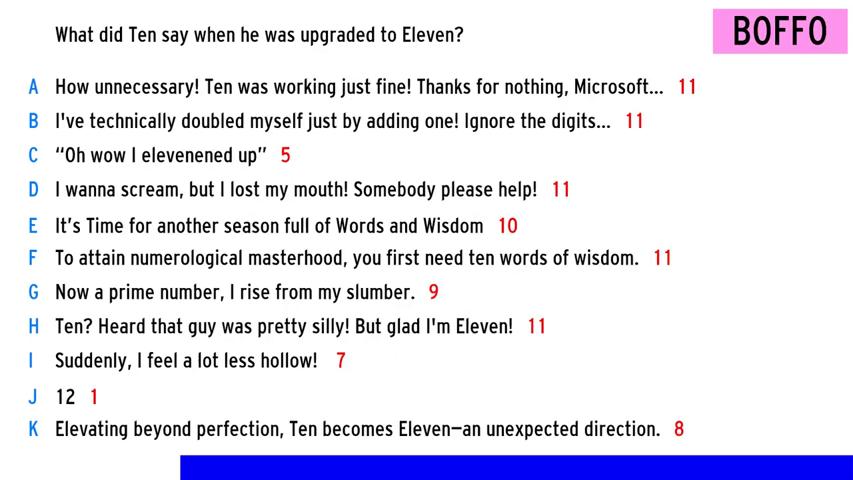 What did Ten say when he was upgraded to Eleven?
BOFFO
A How unnecessary! Ten was working just fine! Thanks for nothing, Microsoft... 11
B I've technically doubled myself just by adding one! Ignore the digits... 11
C “Oh wow I elevenened up” 5
D I wanna scream, but I lost my mouth! Somebody please help! 11
E It’s Time for another season full of Words and Wisdom 10
F To attain numerological masterhood, you first need ten words of wisdom. 11
G Now a prime number, I rise from my slumber. 9
H Ten? Heard that guy was pretty silly! But glad I'm Eleven! 11
I Suddenly, I feel a lot less hollow! 7
J 12 1
K Elevating beyond perfection, Ten becomes Eleven—an unexpected direction. 8